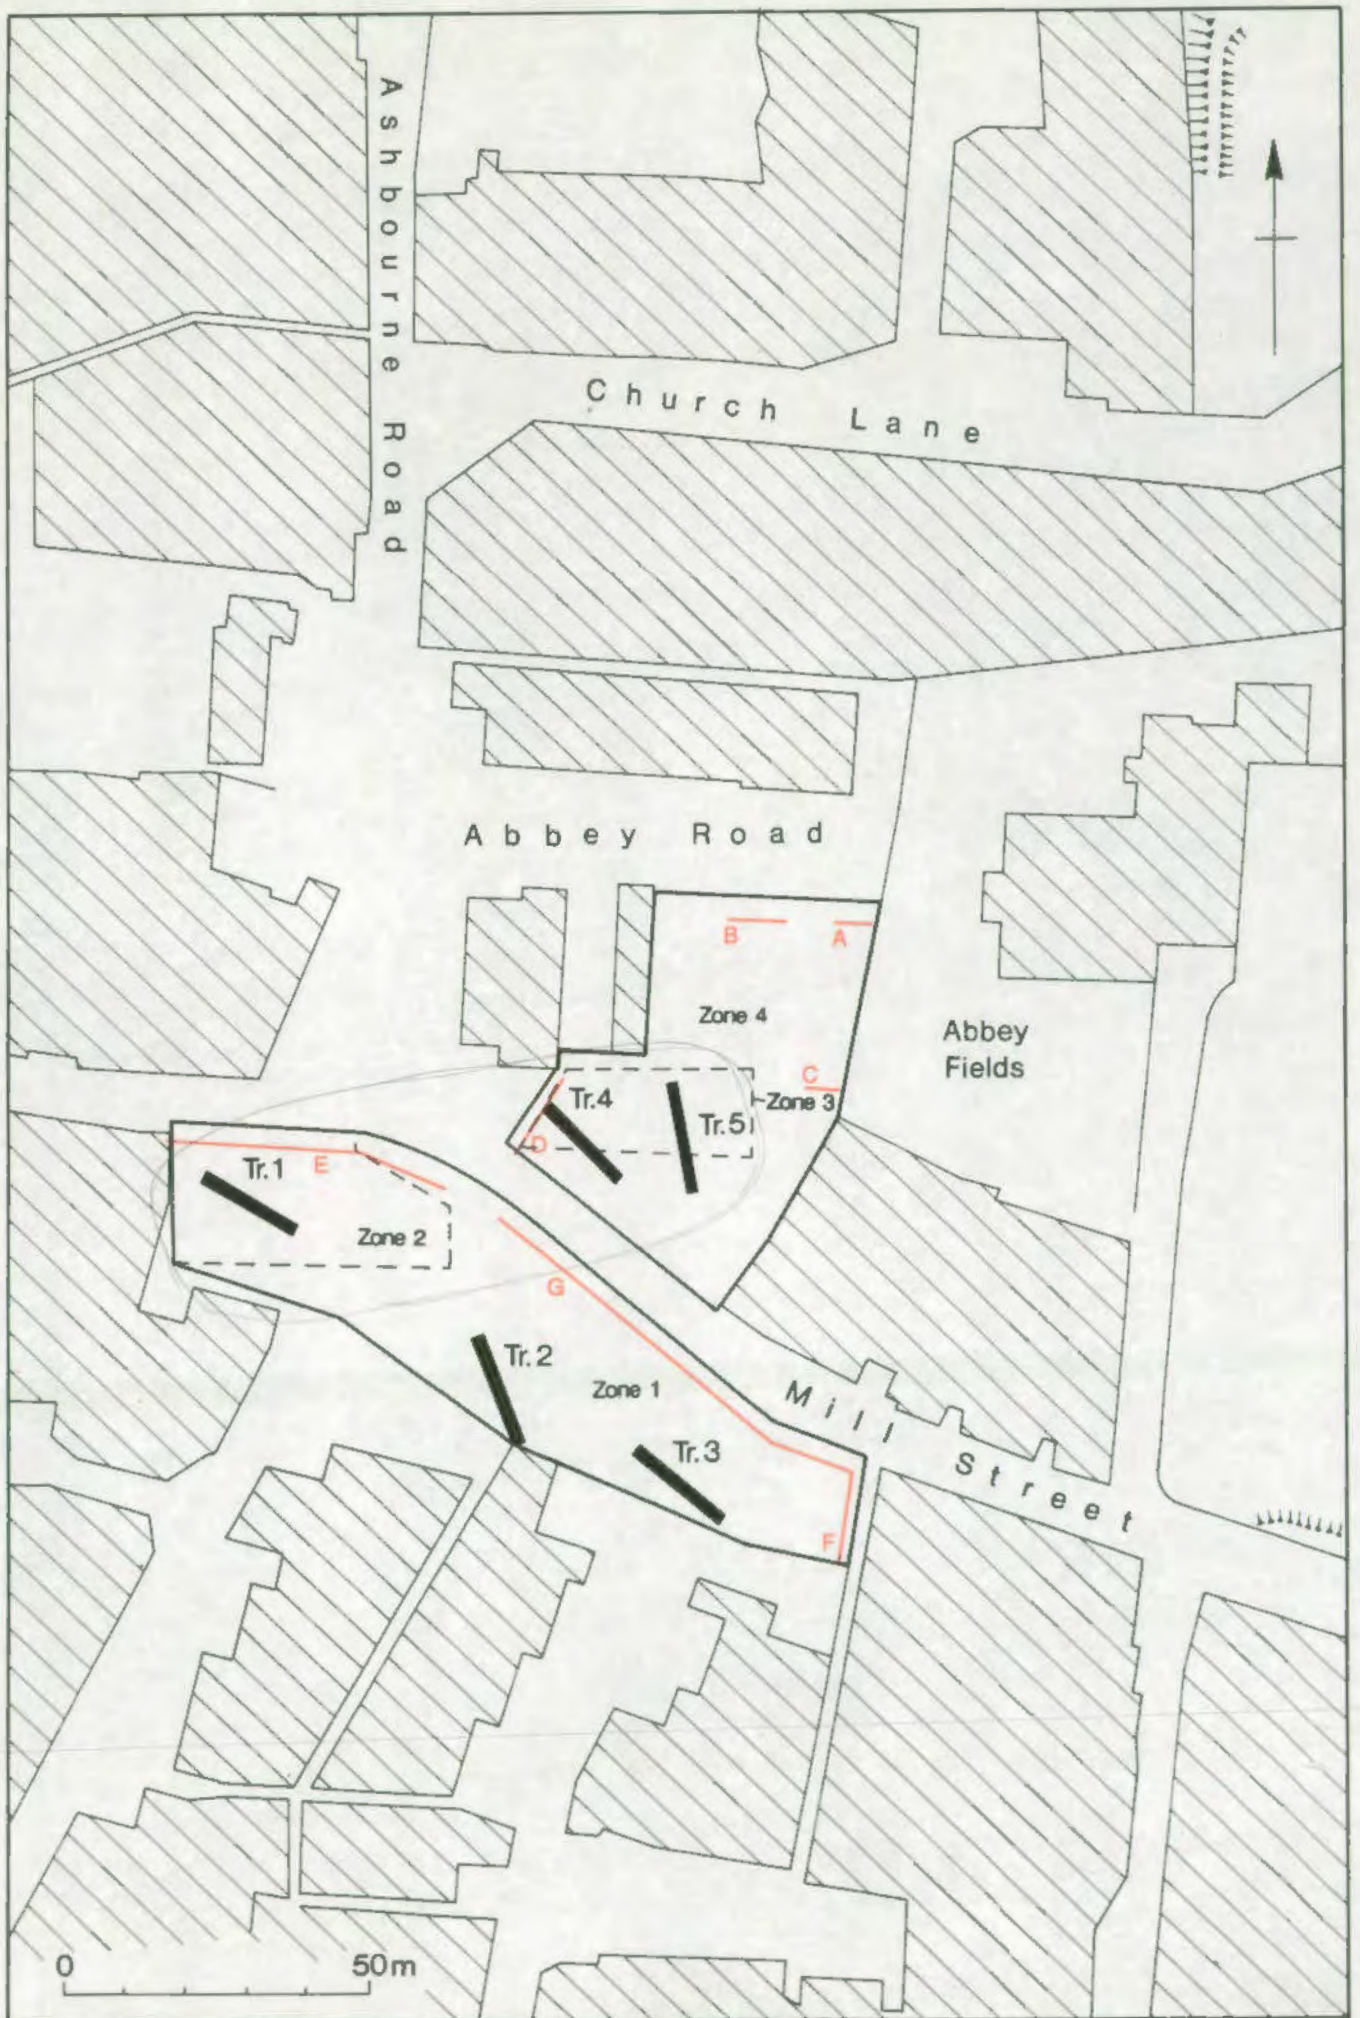 Ashbourne Road
Church Lane
Abbey Road
B
A
Zone 4
Abbey
Fields
C
Tr.4
Zone 3
Tr.5
D
E
Tr.1
Zone 2
G
Tr.2
Zone 1
Mill Street
Tr.3
F
0 50m